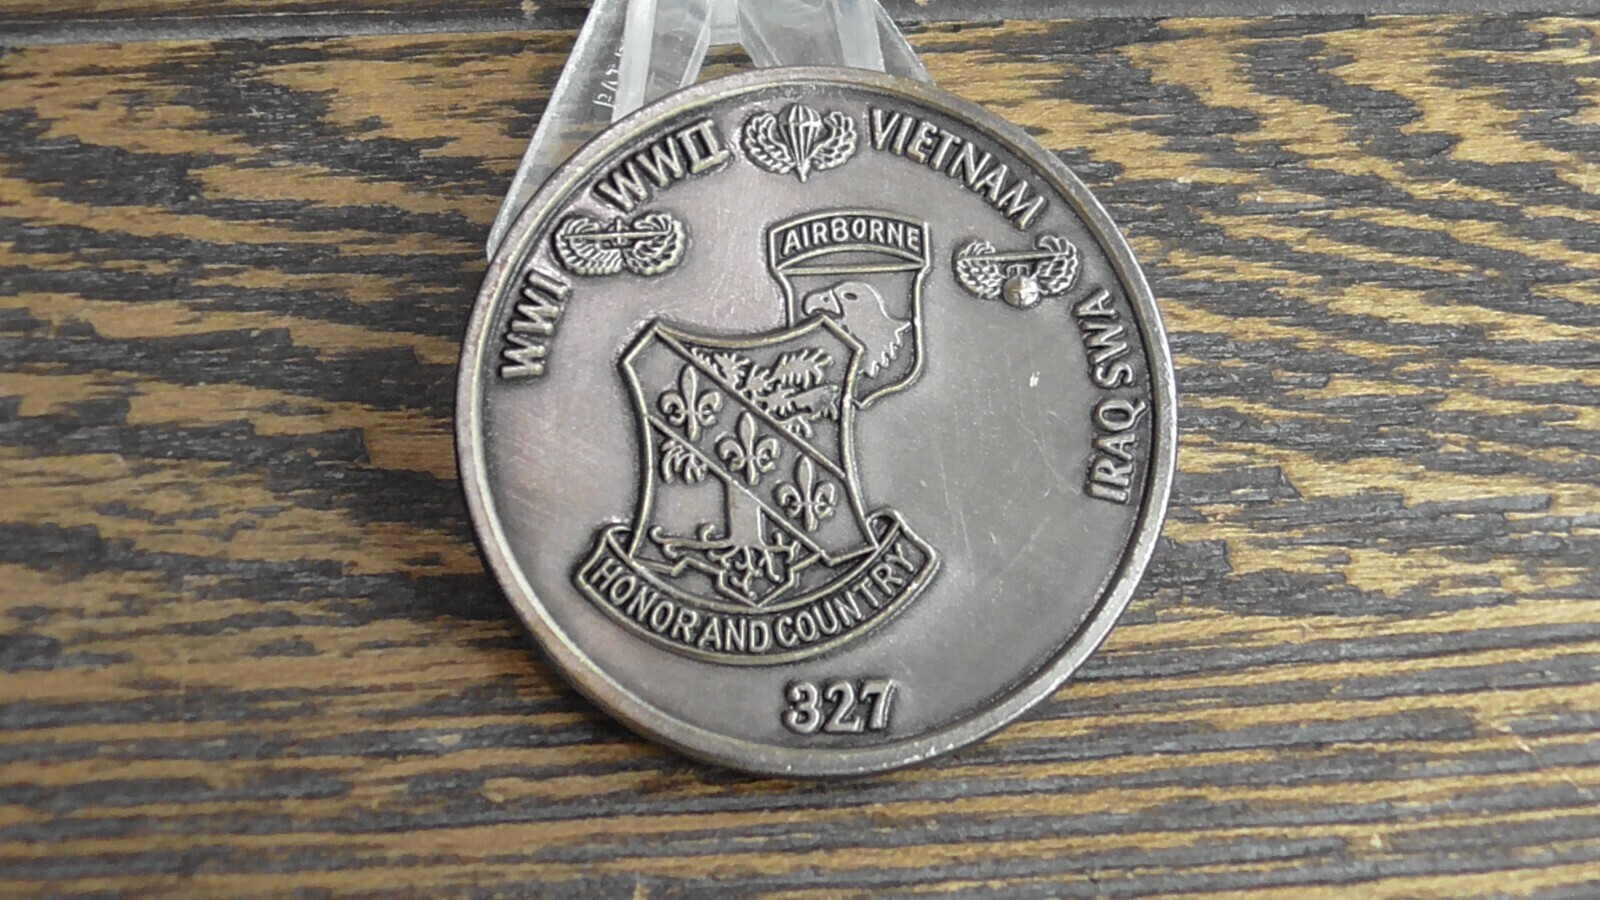 WWI
WWII
VIETNAM
IRAQ SWA
AIRBORNE
HONOR AND COUNTRY
327